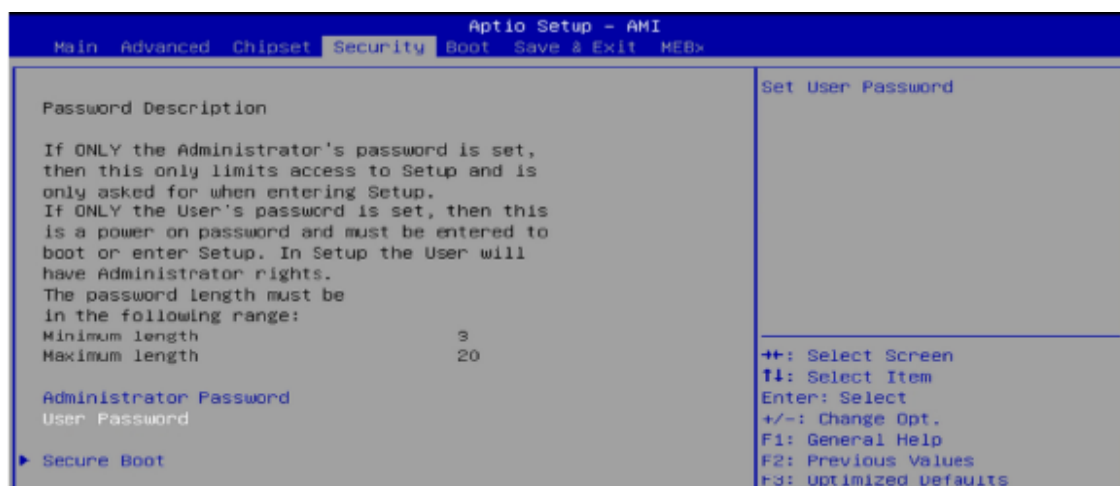 Aptio Setup - AMI
Main Advanced Chipset Security Boot Save & Exit MEBx
Password Description
If ONLY the Administrator's password is set,
then this only limits access to Setup and is
only asked for when entering Setup.
If ONLY the User's password is set, then this
is a power on password and must be entered to
boot or enter Setup. In Setup the User will
have Administrator rights.
The password length must be
in the following range:
Minimum length 3
Maximum length 20
Administrator Password
User Password
► Secure Boot
Set User Password
→←: Select Screen
↑↓: Select Item
Enter: Select
+/-: Change Opt.
F1: General Help
F2: Previous Values
F3: Optimized Defaults